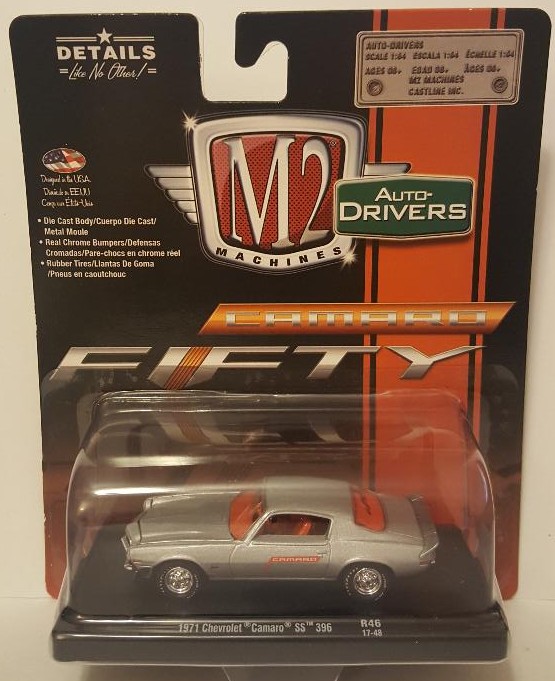 DETAILS
Like No Other!
AUTO-DRIVERS
SCALE 1:64 ESCALA 1:64 ÉCHELLE 1:64
AGES 08+ EDAD 08+ ÂGES 08+
M2 MACHINES
CASTLINE INC.
M2
MACHINES
AUTO-
DRIVERS
Designed in the U.S.A.
• Die Cast Body/Cuerpo Die Cast/
Metal Moule
• Real Chrome Bumpers/Defensas
Cromadas/Pare-chocs en chrome réel
• Rubber Tires/Llantas De Goma
/Pneus en caoutchouc
CAMARO
FIFTY
CAMARO
1971 Chevrolet® Camaro® SS™ 396
R46
17-48